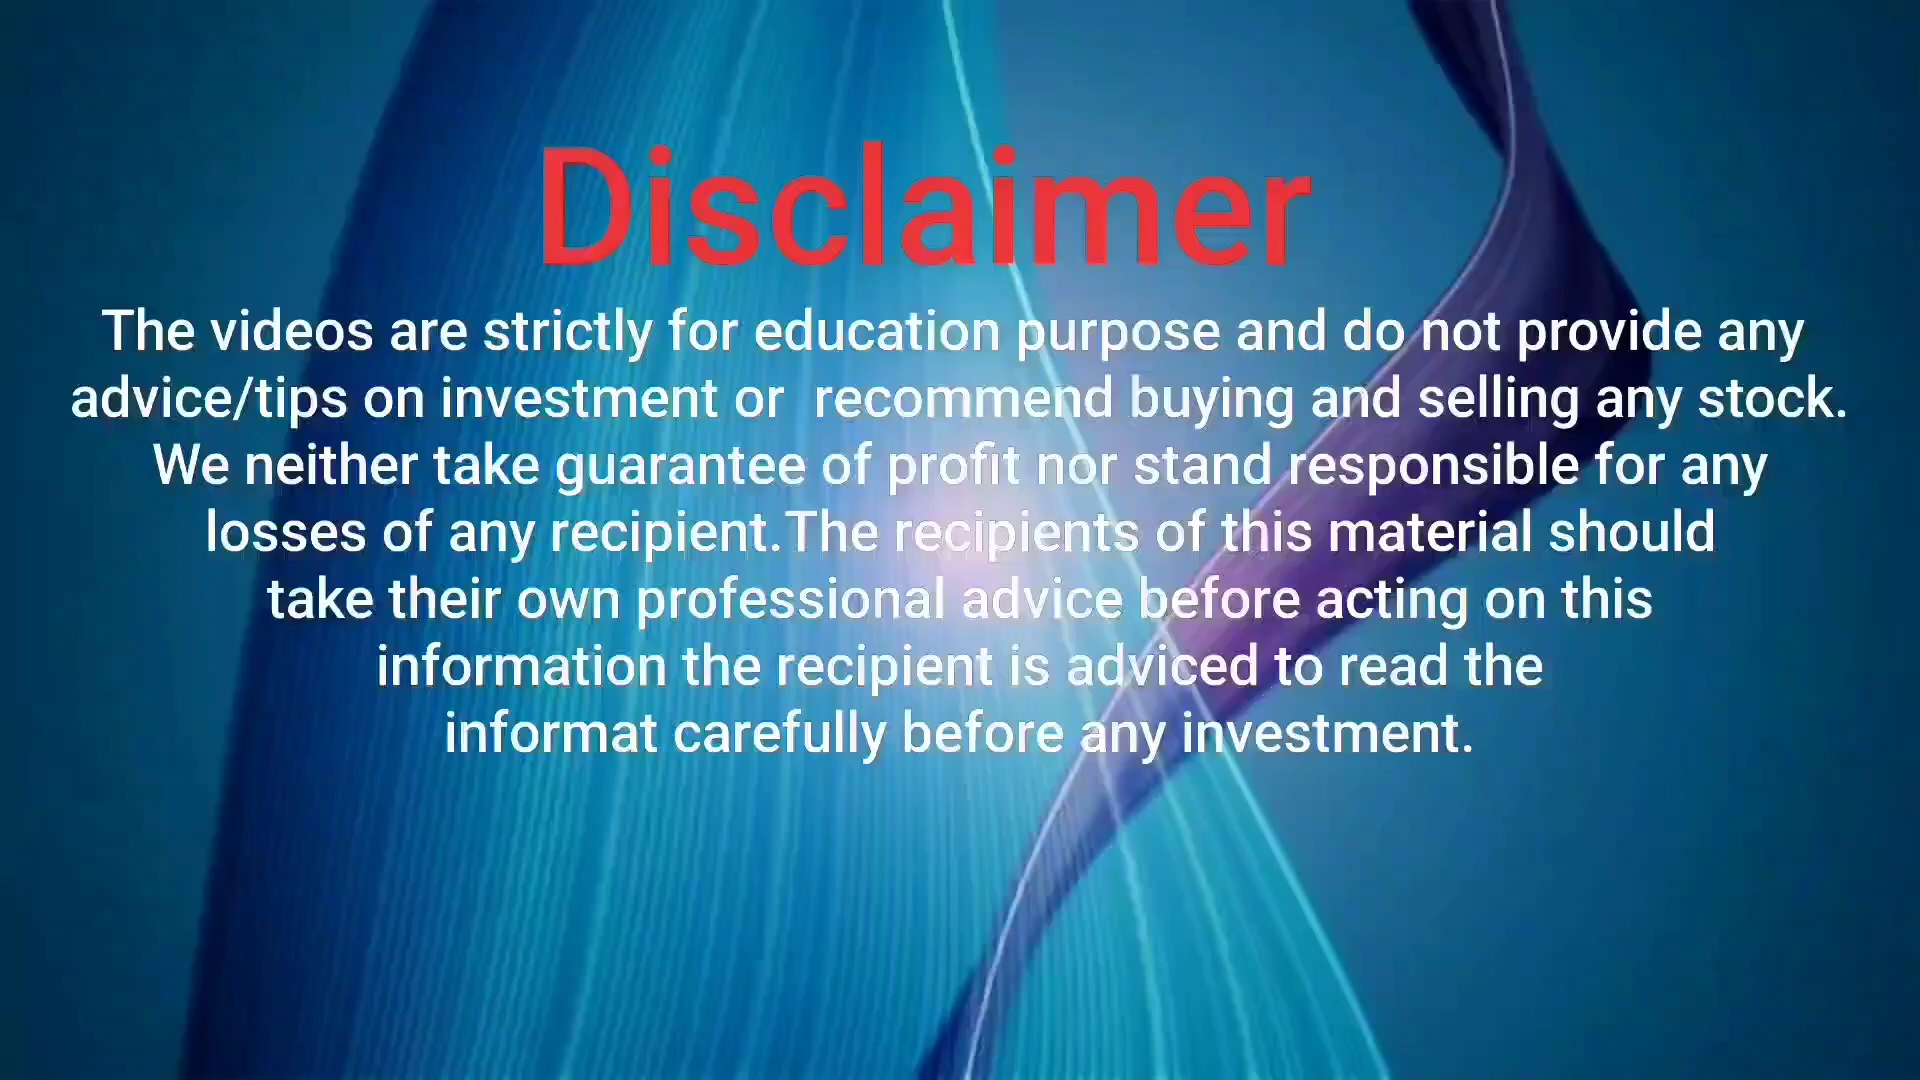 Disclaimer
The videos are strictly for education purpose and do not provide any
advice/tips on investment or  recommend buying and selling any stock.
We neither take guarantee of profit nor stand responsible for any
losses of any recipient.The recipients of this material should
take their own professional advice before acting on this
information the recipient is adviced to read the
informat carefully before any investment.